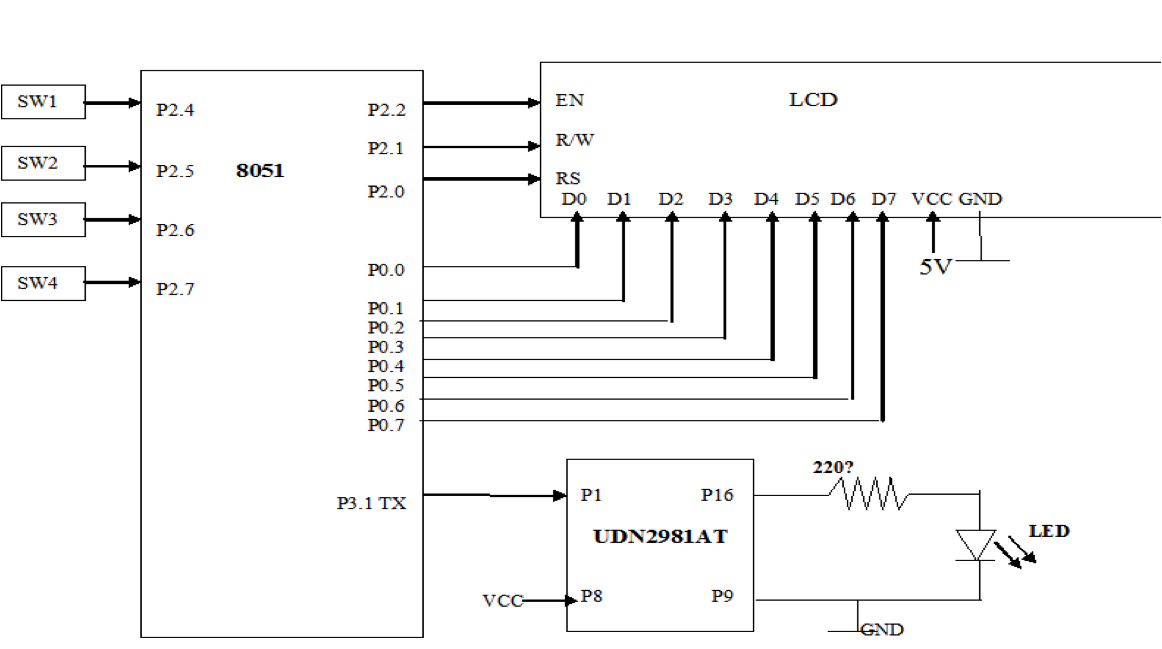 SW1
SW2
SW3
SW4
P2.4
P2.5
P2.6
P2.7
8051
P2.2
P2.1
P2.0
P0.0
P0.1
P0.2
P0.3
P0.4
P0.5
P0.6
P0.7
P3.1 TX
LCD
EN
R/W
RS
D0 D1 D2 D3 D4 D5 D6 D7 VCC GND
5V
P1 P16
UDN2981AT
VCC P8 P9
220?
LED
GND